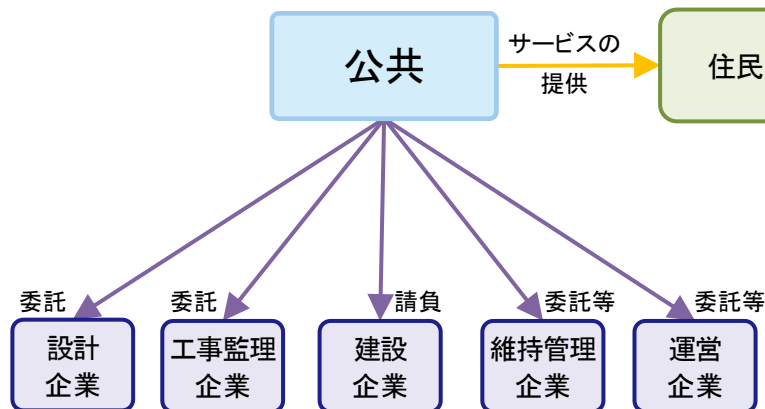 公共
サービスの
提供
住民
委託
委託
請負
委託等
委託等
設計
企業
工事監理
企業
建設
企業
維持管理
企業
運営
企業